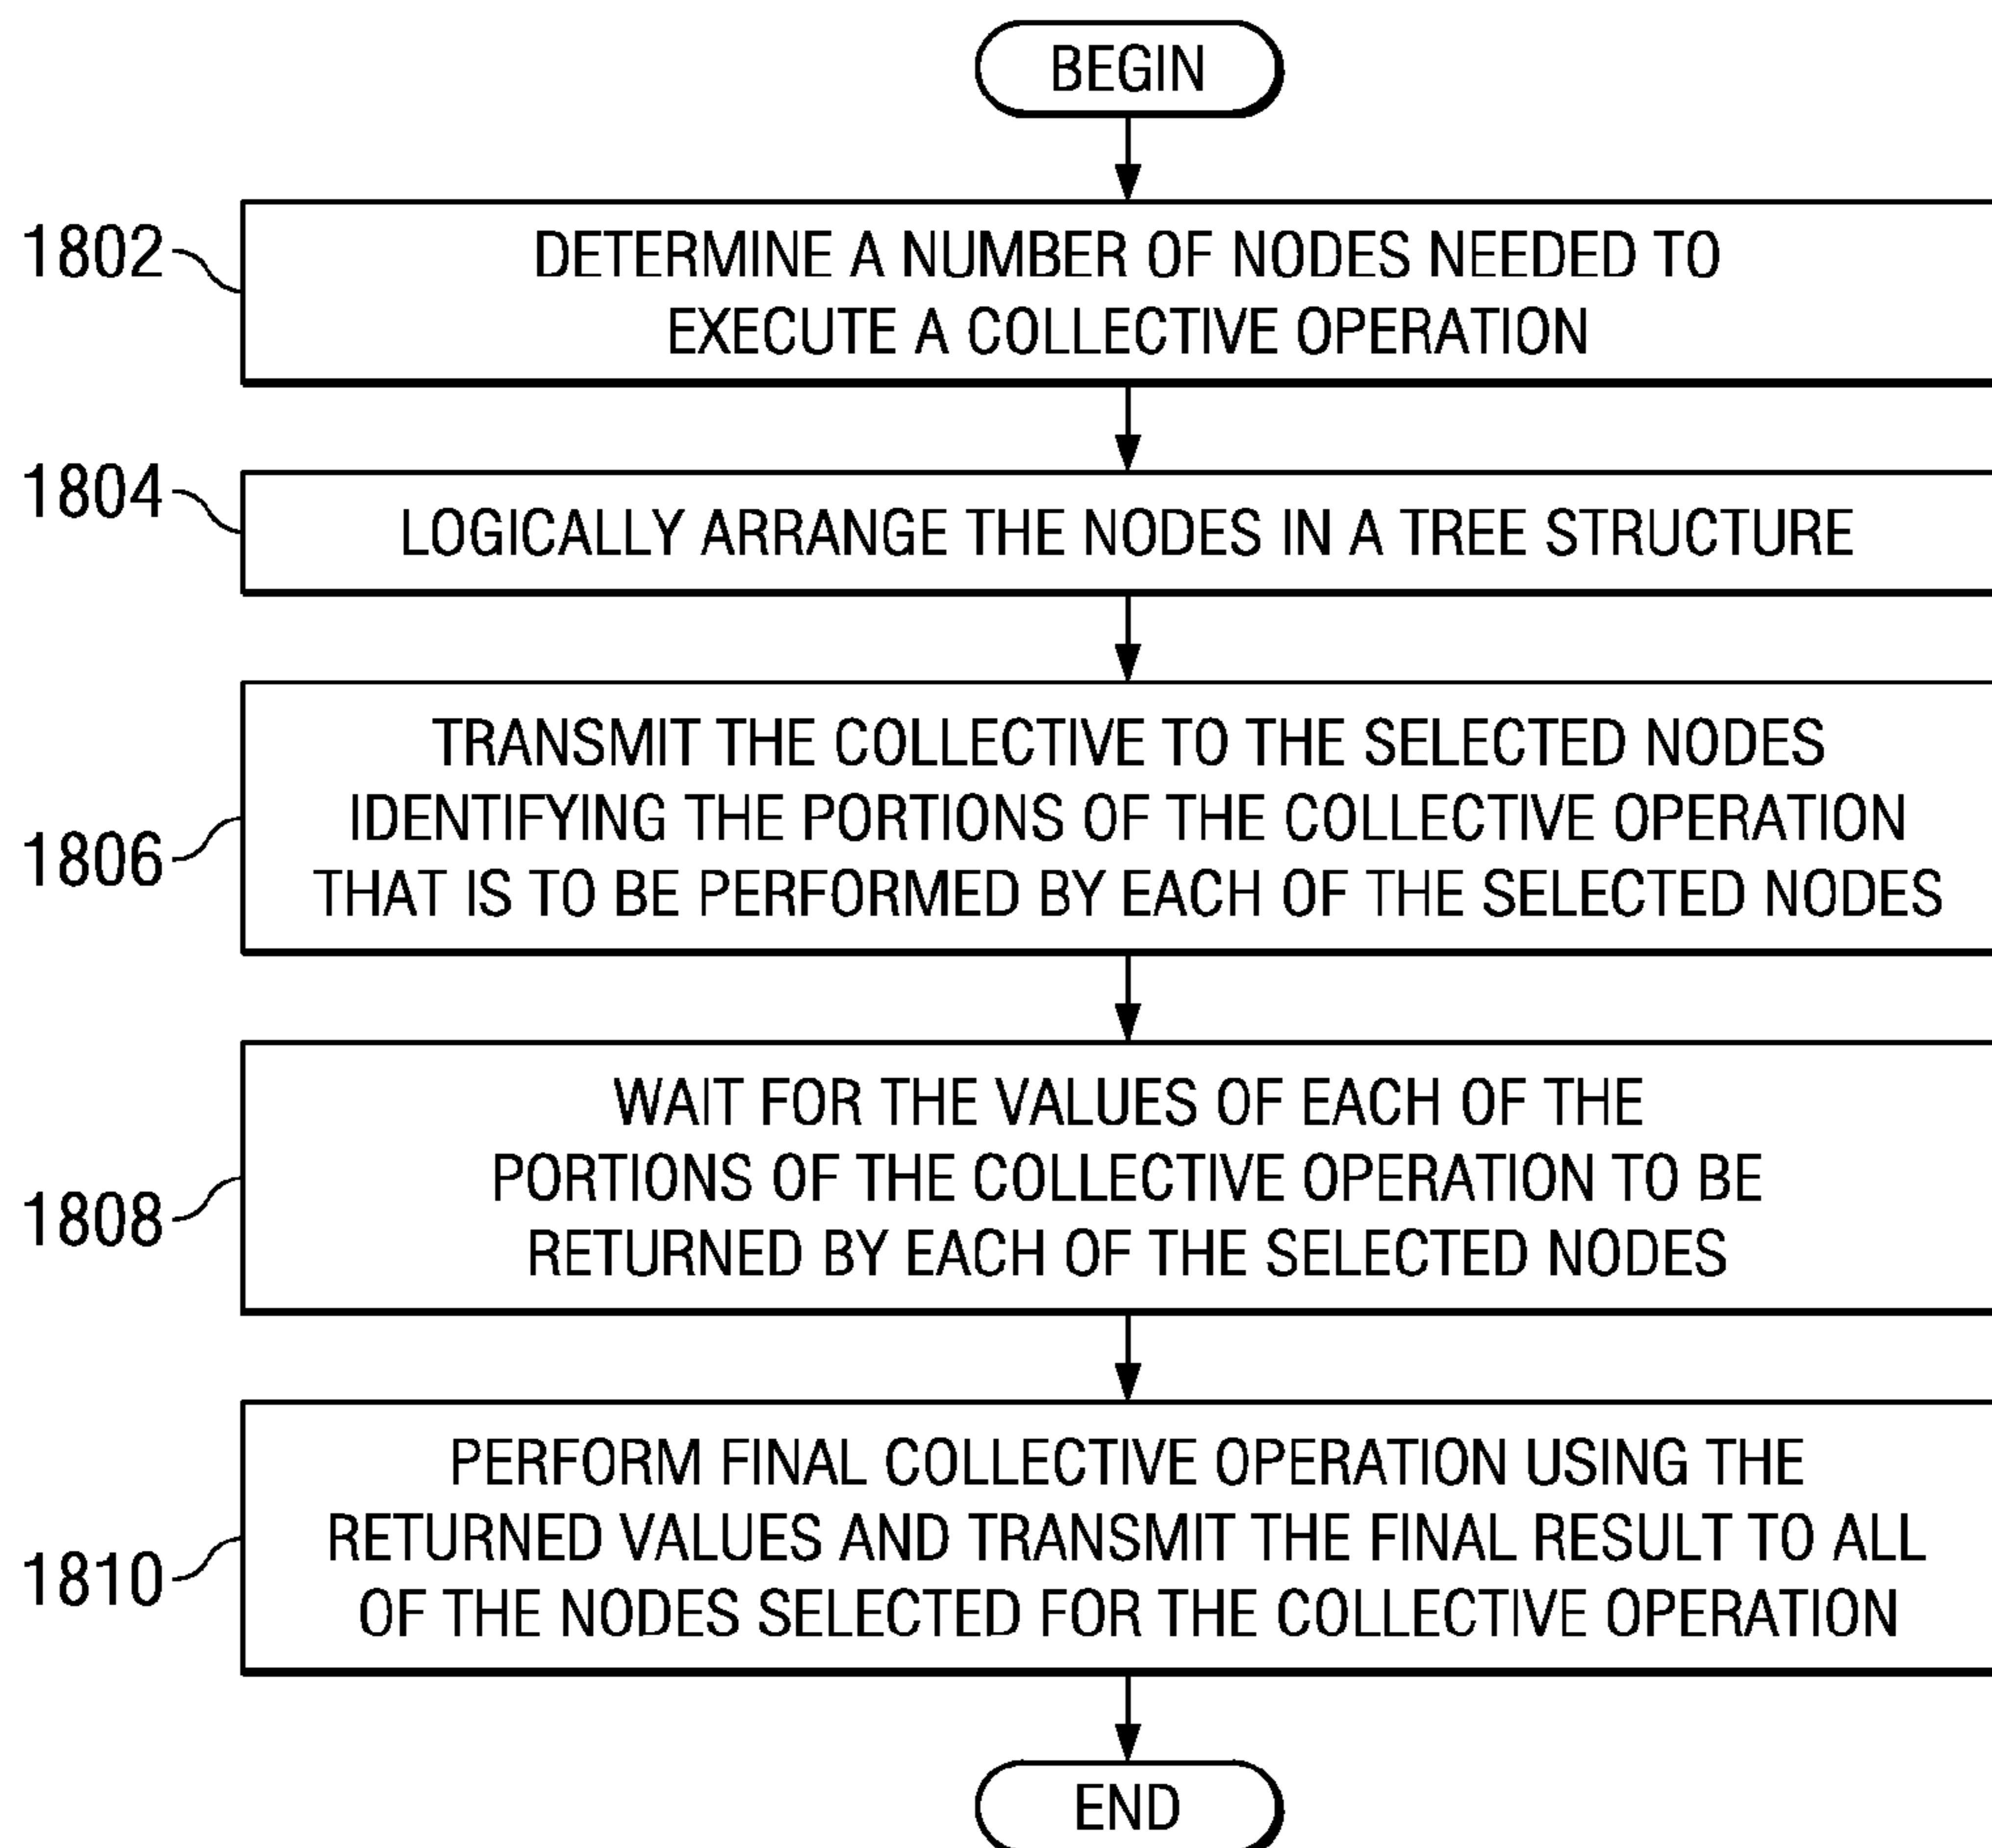 BEGIN
1802
DETERMINE A NUMBER OF NODES NEEDED TO
EXECUTE A COLLECTIVE OPERATION
1804
LOGICALLY ARRANGE THE NODES IN A TREE STRUCTURE
1806
TRANSMIT THE COLLECTIVE TO THE SELECTED NODES
IDENTIFYING THE PORTIONS OF THE COLLECTIVE OPERATION
THAT IS TO BE PERFORMED BY EACH OF THE SELECTED NODES
1808
WAIT FOR THE VALUES OF EACH OF THE
PORTIONS OF THE COLLECTIVE OPERATION TO BE
RETURNED BY EACH OF THE SELECTED NODES
1810
PERFORM FINAL COLLECTIVE OPERATION USING THE
RETURNED VALUES AND TRANSMIT THE FINAL RESULT TO ALL
OF THE NODES SELECTED FOR THE COLLECTIVE OPERATION
END